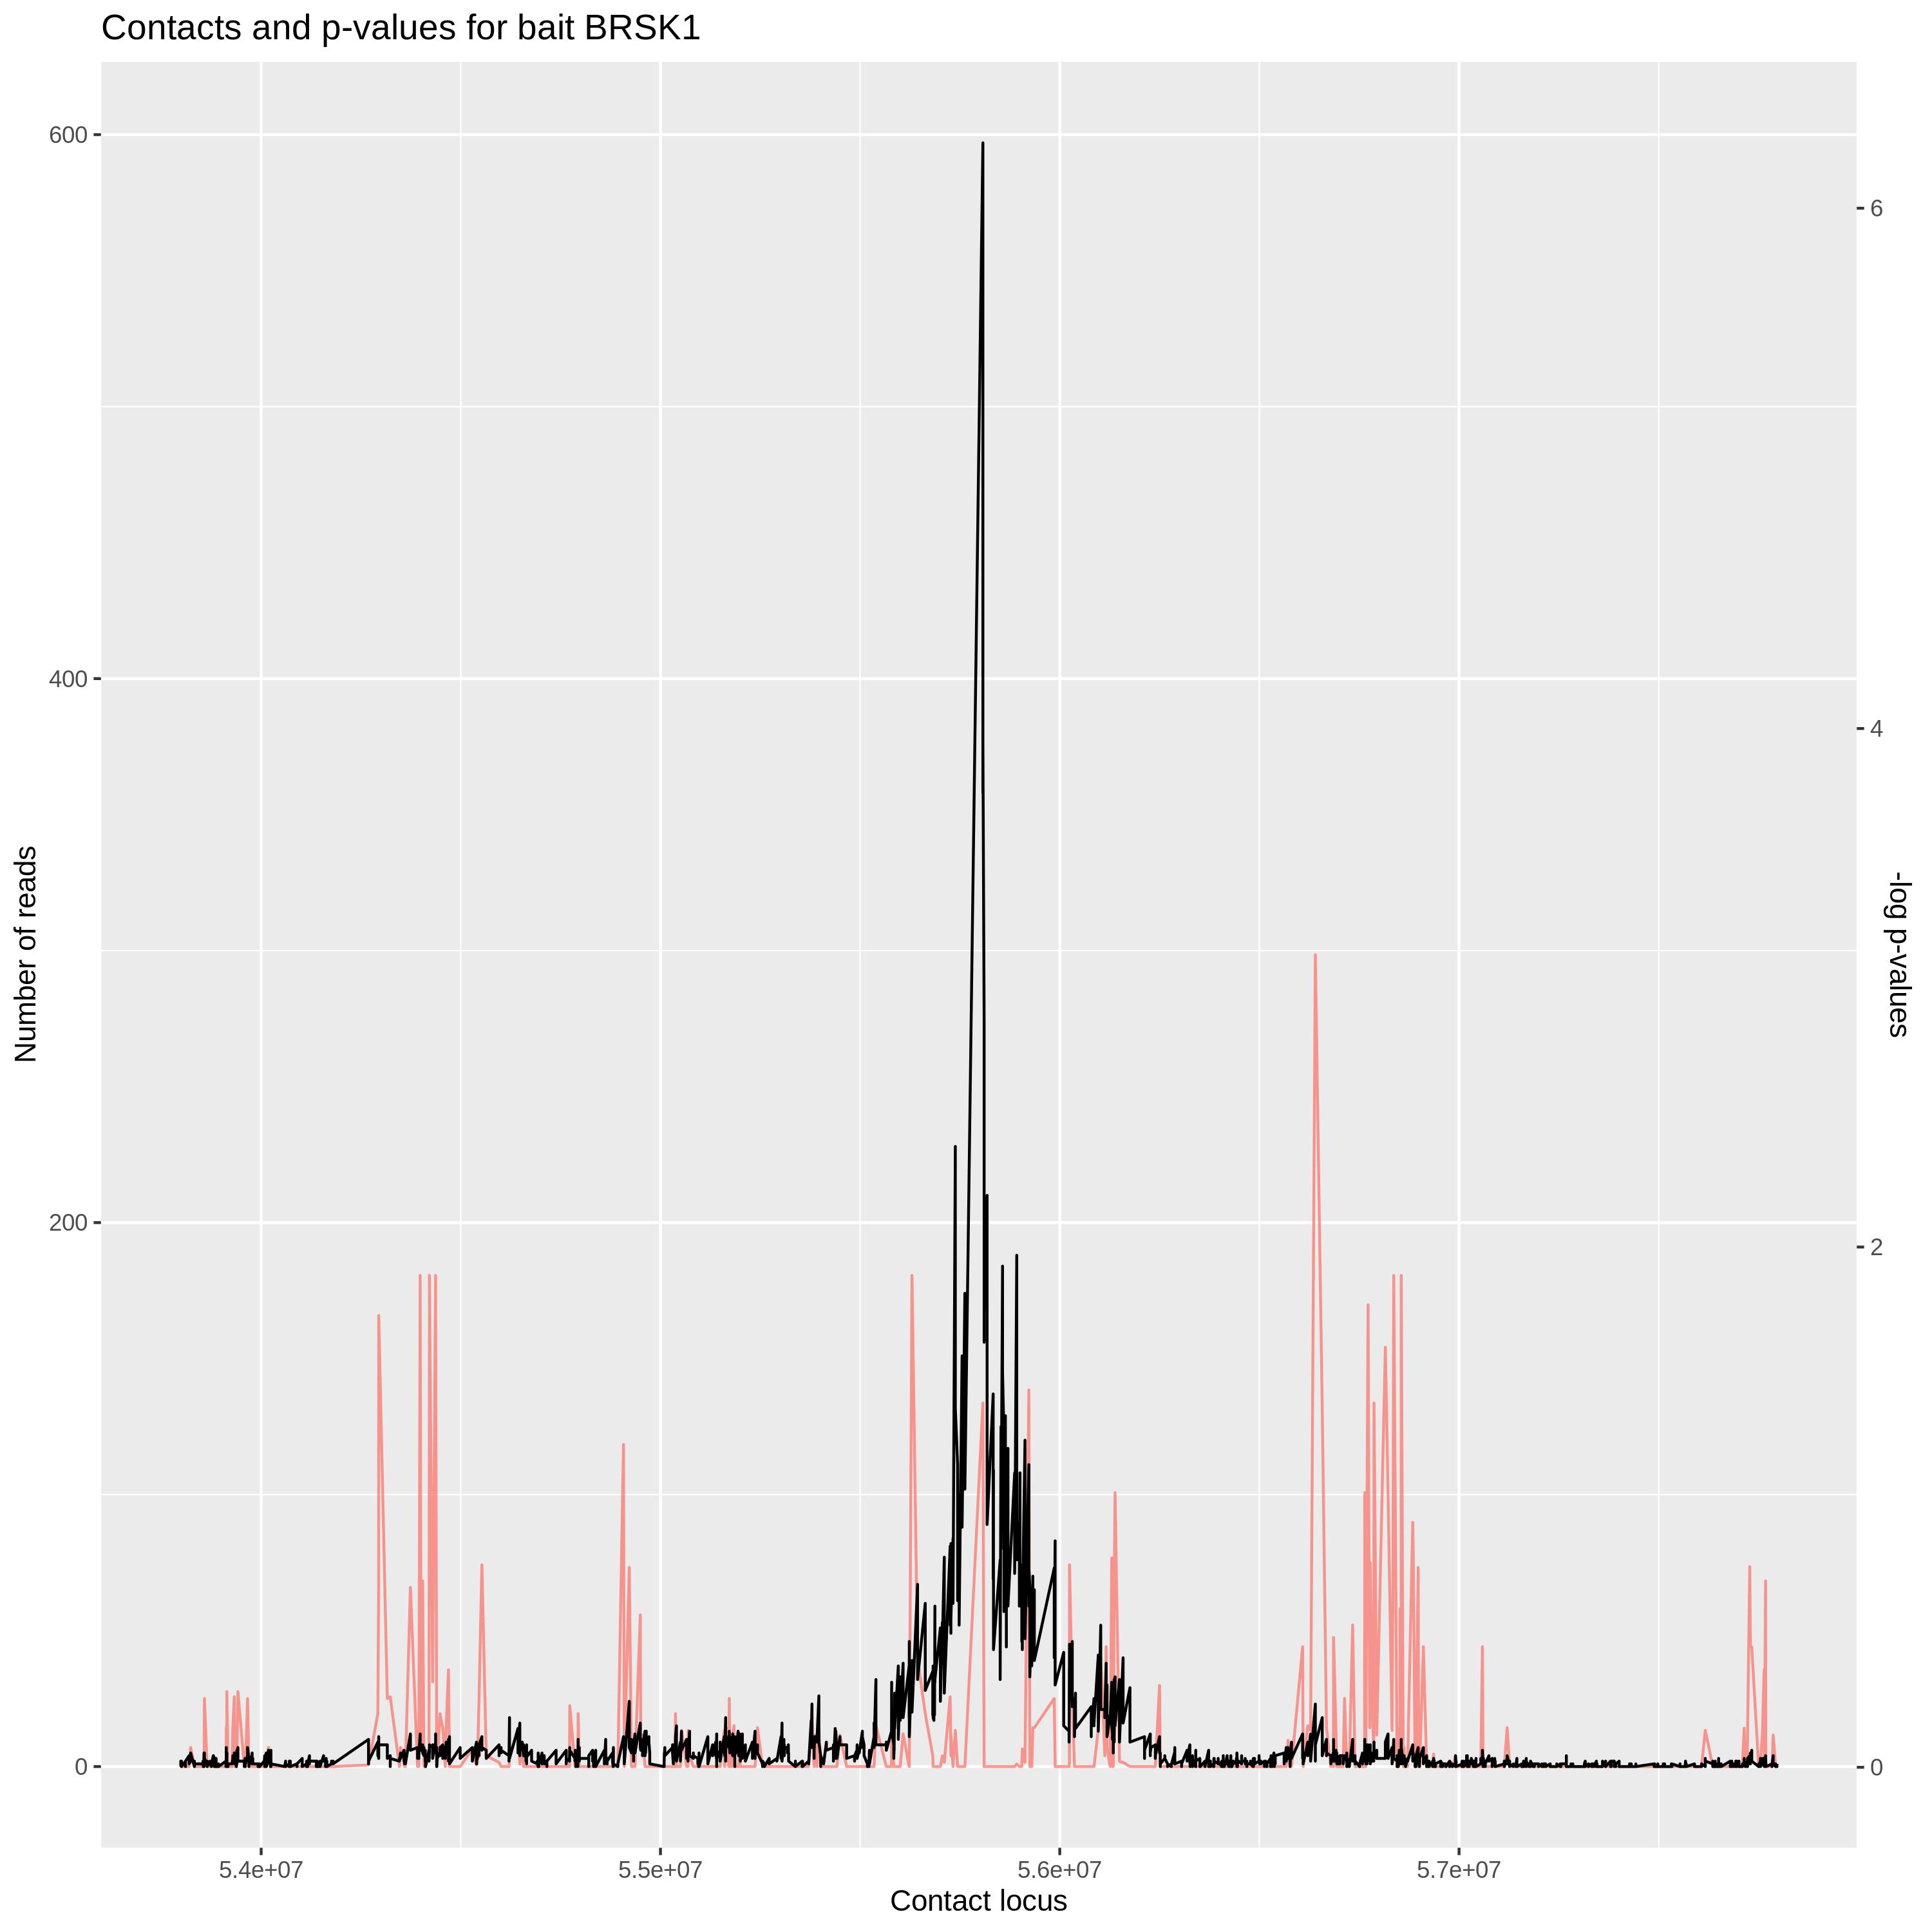 Contacts and p-values for bait BRSK1
600
400
200
0
6
4
2
0
Number of reads
-log p-values
5.4e+07
5.5e+07
5.6e+07
5.7e+07
Contact locus